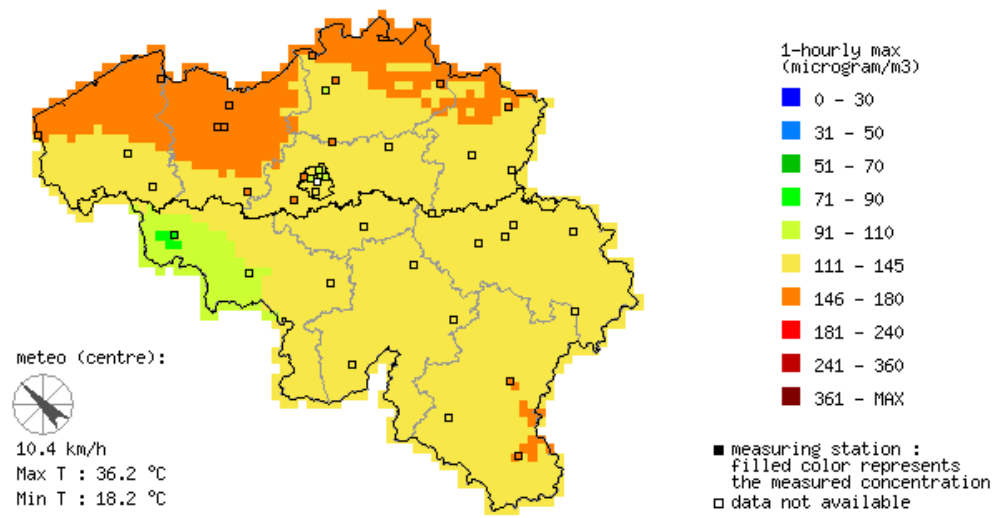 1-hourly max
(microgram/m3)
0 - 30
31 - 50
51 - 70
71 - 90
91 - 110
111 - 145
146 - 180
181 - 240
241 - 360
361 - MAX
meteo (centre):
10.4 km/h
Max T : 36.2 °C
Min T : 18.2 °C
measuring station :
filled color represents
the measured concentration
data not available